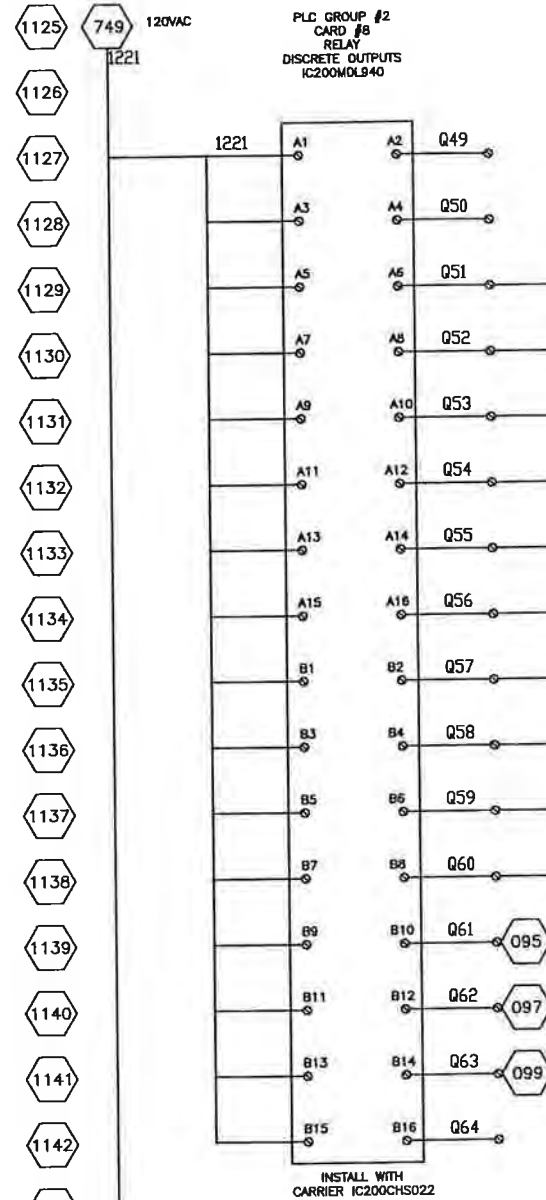 1125 749 120VAC
PLC GROUP #2
CARD #8
RELAY
DISCRETE OUTPUTS
IC200MDL940
1221
1126
1127 1221 A1 A2 Q49
1128 A3 A4 Q50
1129 A5 A6 Q51
1130 A7 A8 Q52
1131 A9 A10 Q53
1132 A11 A12 Q54
1133 A13 A14 Q55
1134 A15 A16 Q56
1135 B1 B2 Q57
1136 B3 B4 Q58
1137 B5 B6 Q59
1138 B7 B8 Q60
1139 B9 B10 Q61 095
1140 B11 B12 Q62 097
1141 B13 B14 Q63 099
1142 B15 B16 Q64
INSTALL WITH
CARRIER IC200CHS022